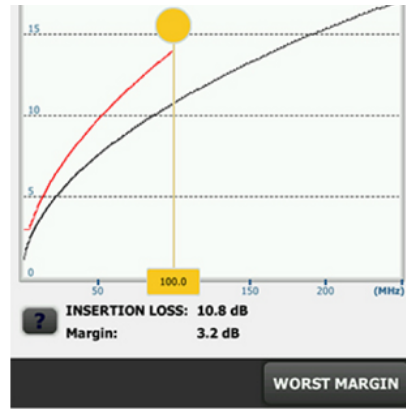 15
10
5
0
50 100.0 150 200 (MHz)
? INSERTION LOSS: 10.8 dB
Margin: 3.2 dB
WORST MARGIN